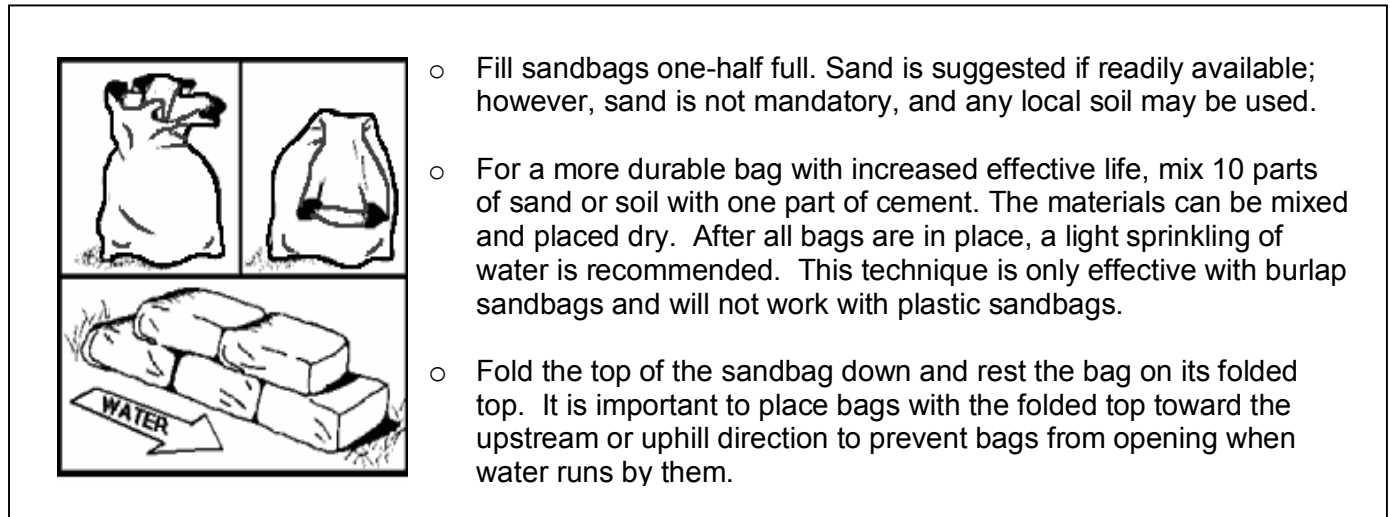 o Fill sandbags one-half full. Sand is suggested if readily available;
however, sand is not mandatory, and any local soil may be used.
o For a more durable bag with increased effective life, mix 10 parts
of sand or soil with one part of cement. The materials can be mixed
and placed dry. After all bags are in place, a light sprinkling of
water is recommended. This technique is only effective with burlap
sandbags and will not work with plastic sandbags.
o Fold the top of the sandbag down and rest the bag on its folded
top. It is important to place bags with the folded top toward the
upstream or uphill direction to prevent bags from opening when
water runs by them.
WATER